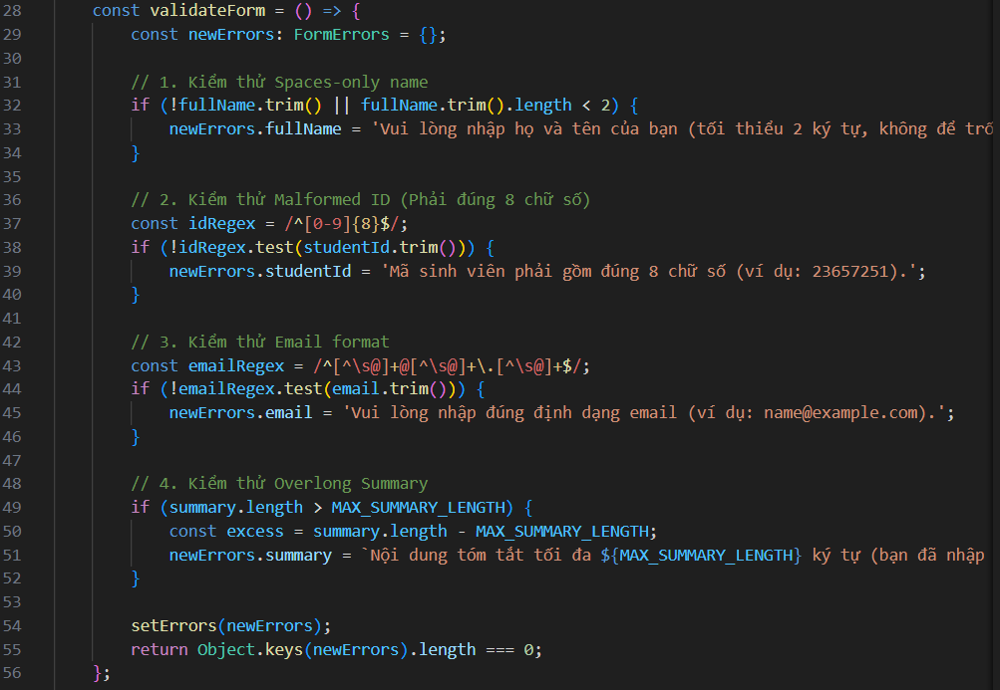 28 const validateForm = () => {
29 const newErrors: FormErrors = {};
30
31 // 1. Kiểm thử Spaces-only name
32 if (!fullName.trim() || fullName.trim().length < 2) {
33 newErrors.fullName = 'Vui lòng nhập họ và tên của bạn (tối thiểu 2 ký tự, không để trố
34 }
35
36 // 2. Kiểm thử Malformed ID (Phải đúng 8 chữ số)
37 const idRegex = /^[0-9]{8}$/;
38 if (!idRegex.test(studentId.trim())) {
39 newErrors.studentId = 'Mã sinh viên phải gồm đúng 8 chữ số (ví dụ: 23657251).';
40 }
41
42 // 3. Kiểm thử Email format
43 const emailRegex = /^[^\s@]+@[^\s@]+\.[^\s@]+$/;
44 if (!emailRegex.test(email.trim())) {
45 newErrors.email = 'Vui lòng nhập đúng định dạng email (ví dụ: name@example.com).';
46 }
47
48 // 4. Kiểm thử Overlong Summary
49 if (summary.length > MAX_SUMMARY_LENGTH) {
50 const excess = summary.length - MAX_SUMMARY_LENGTH;
51 newErrors.summary = `Nội dung tóm tắt tối đa ${MAX_SUMMARY_LENGTH} ký tự (bạn đã nhập
52 }
53
54 setErrors(newErrors);
55 return Object.keys(newErrors).length === 0;
56 };